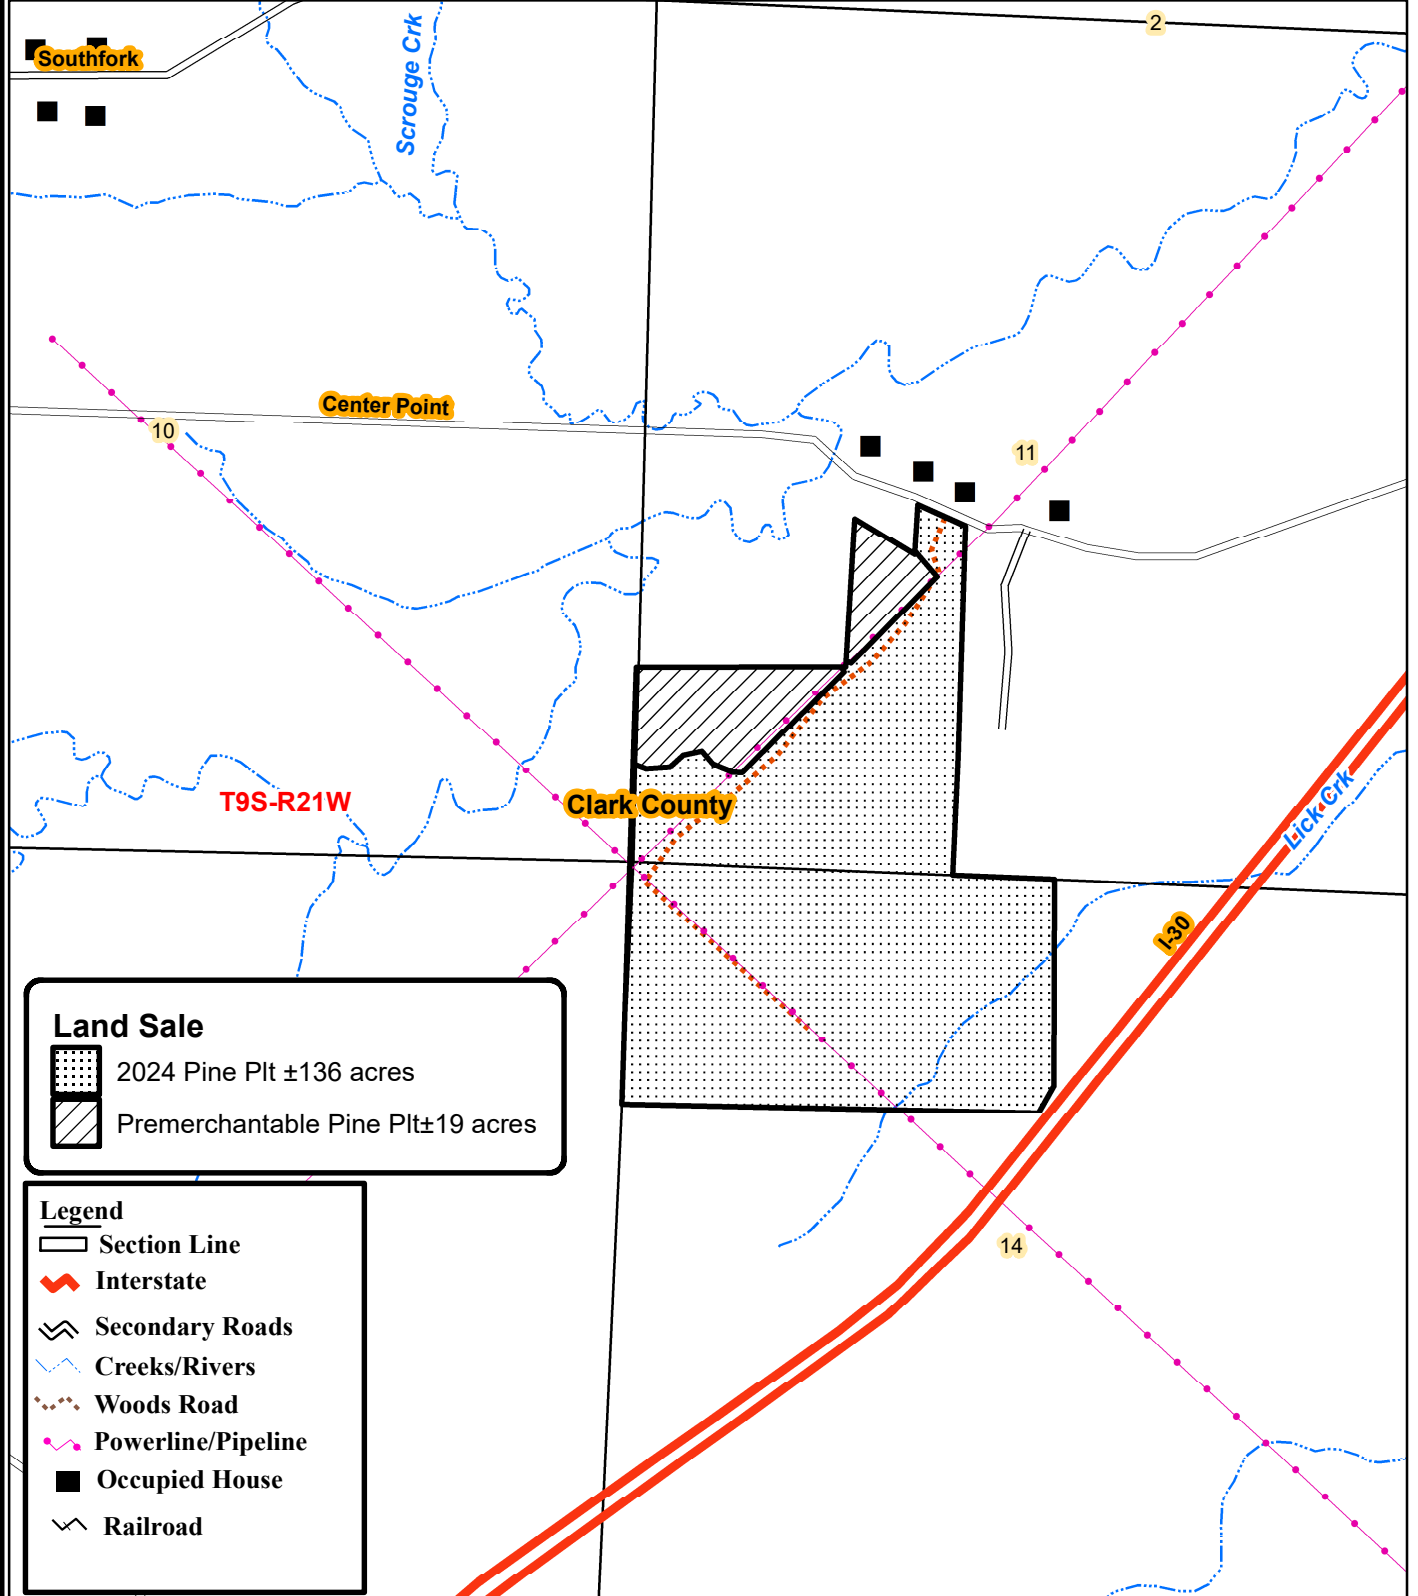 2
Scrouge Crk
Southfork
Center Point
10
11
T9S-R21W
Clark County
Lick Crk
I-30
Land Sale
2024 Pine Plt ±136 acres
Premerchantable Pine Plt±19 acres
Legend
Section Line
Interstate
Secondary Roads
Creeks/Rivers
Woods Road
Powerline/Pipeline
Occupied House
Railroad
14